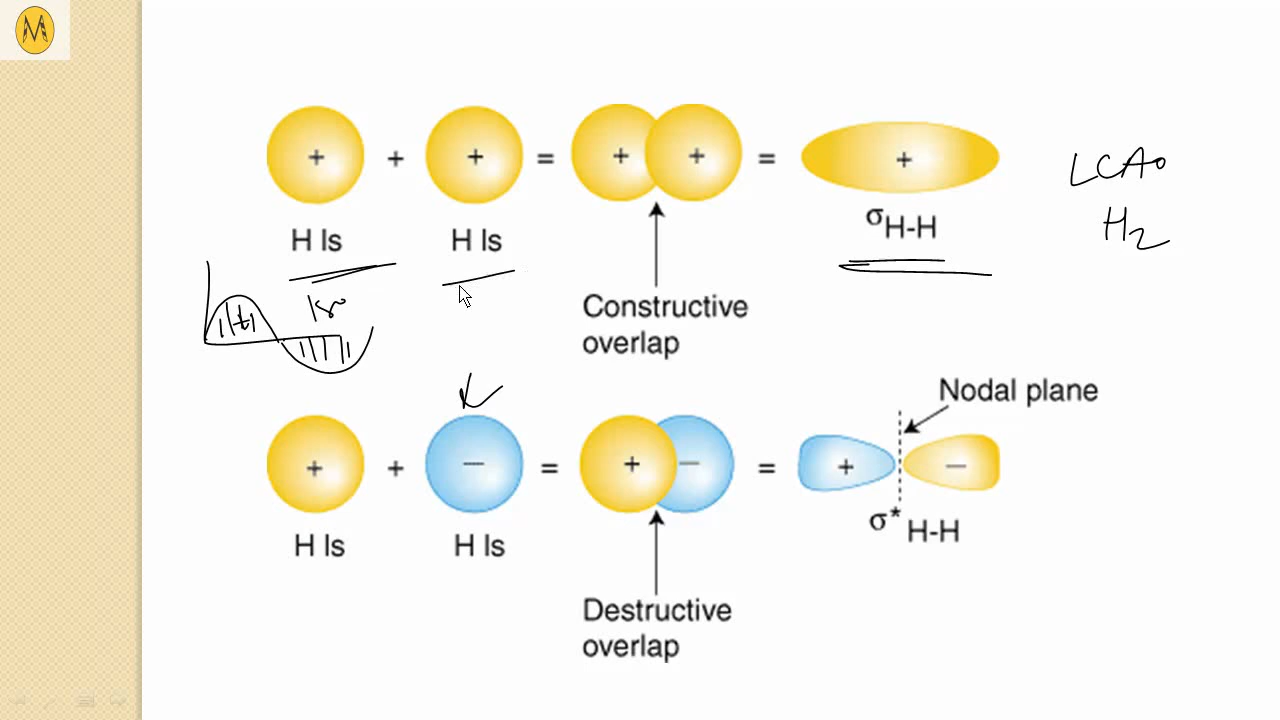 M
+ + + = + + = +
LCAO
H Is H Is
σH-H
H2
Constructive
overlap
Nodal plane
+ + – = + – = + –
σ* H-H
H Is H Is
Destructive
overlap